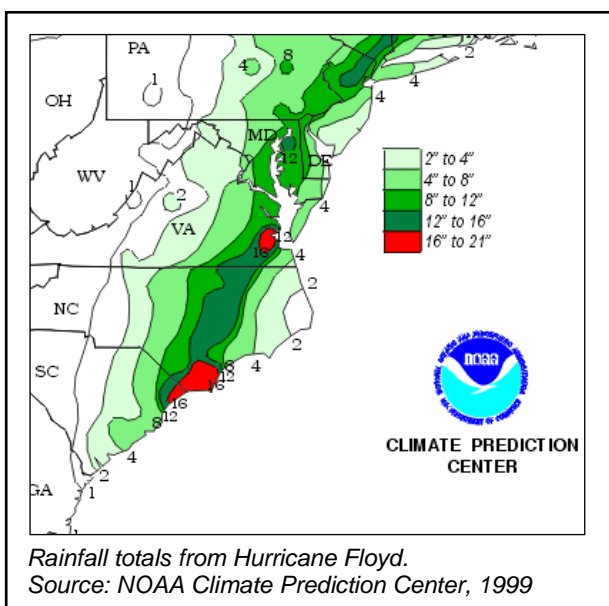 PA
1
4
8
2
4
4
OH
MD
12
DE
2" to 4"
4" to 8"
8" to 12"
12" to 16"
16" to 21"
WV
1
2
VA
4
12
16
4
2
NC
2
SC
8
12
4
16
16
12
8
4
2
1
GA
1
noaa
CLIMATE PREDICTION
CENTER
Rainfall totals from Hurricane Floyd.
Source: NOAA Climate Prediction Center, 1999